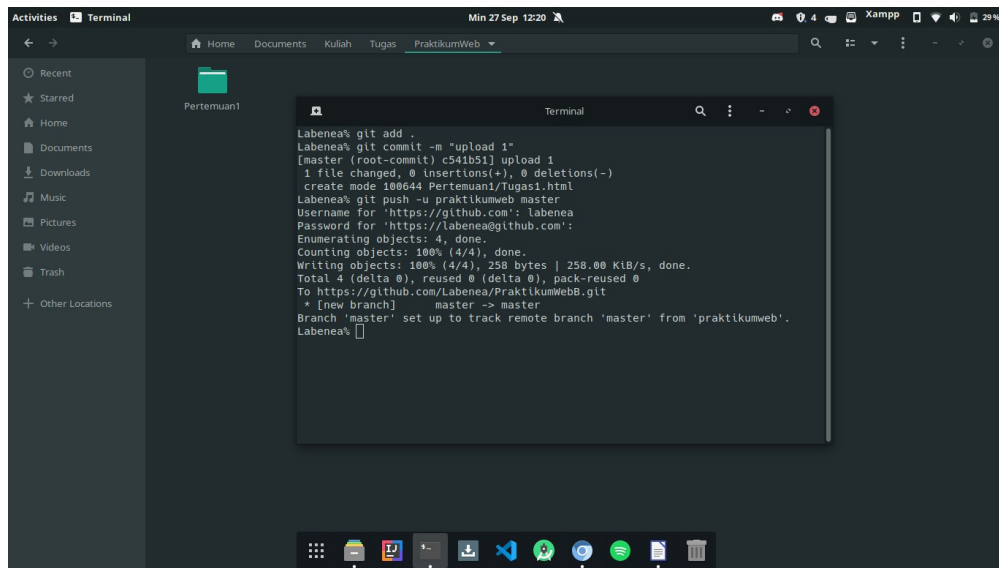 Activities Terminal Min 27 Sep 12:20 4 Xampp 29%
Home Documents Kuliah Tugas PraktikumWeb
Recent
Starred
Home
Documents
Downloads
Music
Pictures
Videos
Trash
Other Locations
Pertemuan1
Terminal
Labenea% git add .
Labenea% git commit -m "upload 1"
[master (root-commit) c541b51] upload 1
1 file changed, 0 insertions(+), 0 deletions(-)
create mode 100644 Pertemuan1/Tugas1.html
Labenea% git push -u praktikumweb master
Username for 'https://github.com': labenea
Password for 'https://labenea@github.com':
Enumerating objects: 4, done.
Counting objects: 100% (4/4), done.
Writing objects: 100% (4/4), 258 bytes | 258.00 KiB/s, done.
Total 4 (delta 0), reused 0 (delta 0), pack-reused 0
To https://github.com/Labenea/PraktikumWebB.git
* [new branch] master -> master
Branch 'master' set up to track remote branch 'master' from 'praktikumweb'.
Labenea%
IJ